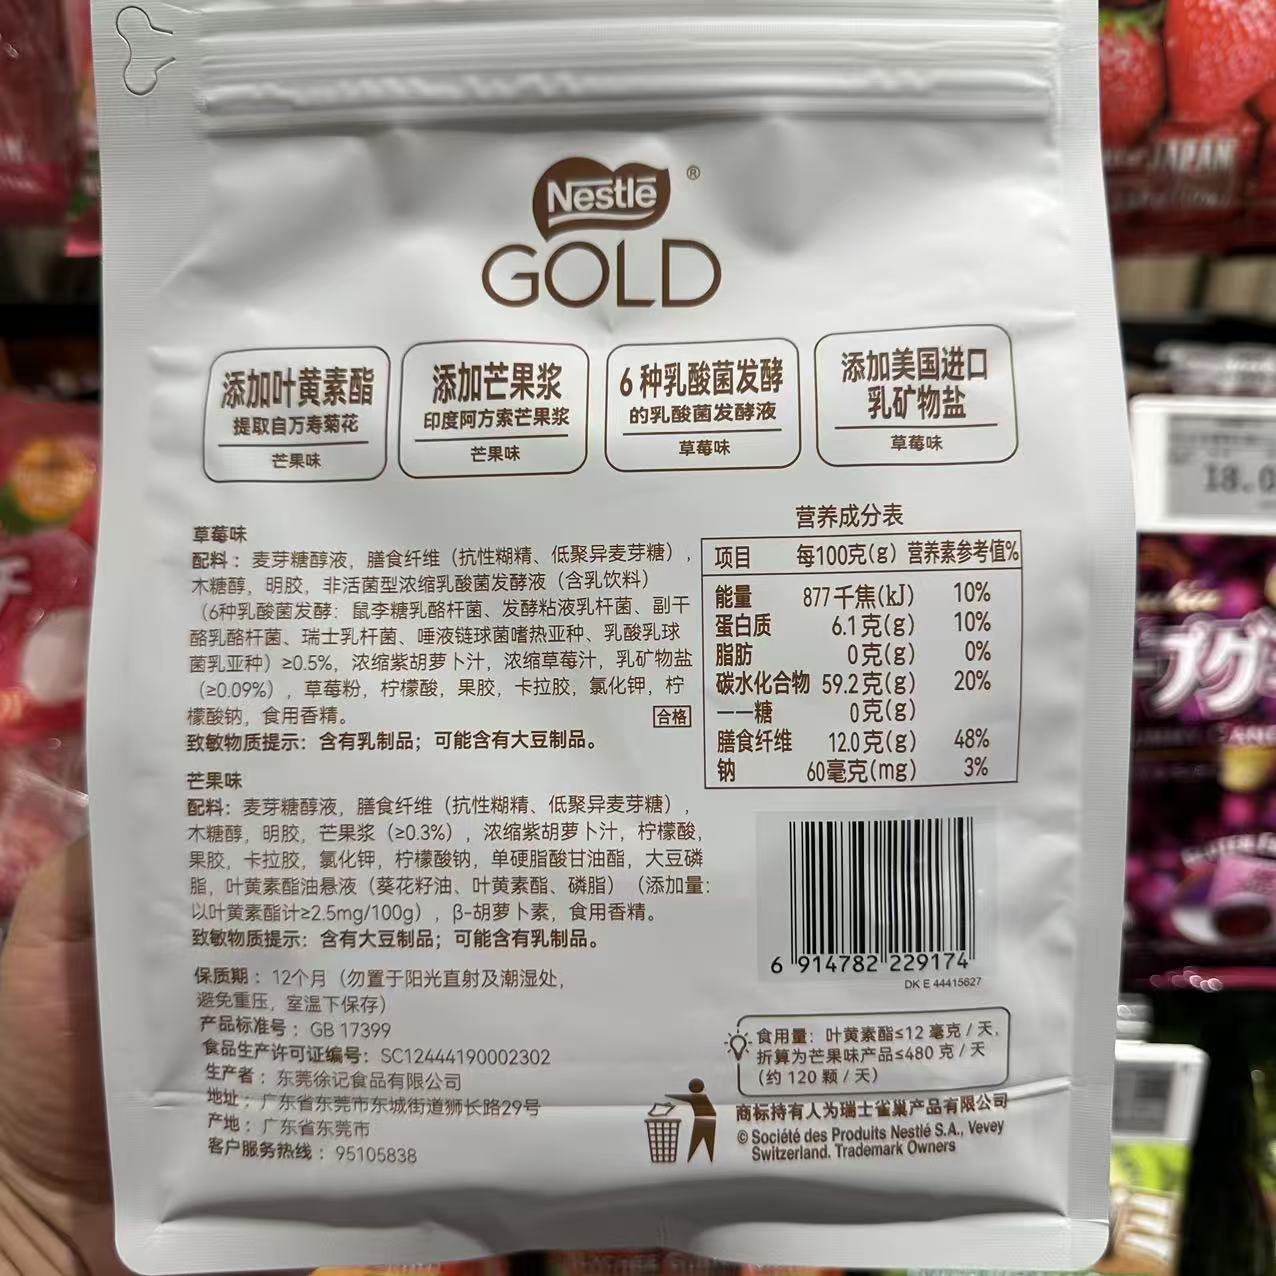 Nestlé®
GOLD
添加叶黄素酯
提取自万寿菊花
芒果味
添加芒果浆
印度阿方索芒果浆
芒果味
6种乳酸菌发酵
的乳酸菌发酵液
草莓味
添加美国进口
乳矿物盐
草莓味
草莓味
配料：麦芽糖醇液，膳食纤维（抗性糊精、低聚异麦芽糖），
木糖醇，明胶，非活菌型浓缩乳酸菌发酵液（含乳饮料）
（6种乳酸菌发酵：鼠李糖乳酪杆菌、发酵粘液乳杆菌、副干
酪乳酪杆菌、瑞士乳杆菌、唾液链球菌嗜热亚种、乳酸乳球
菌乳亚种）≥0.5%，浓缩紫胡萝卜汁，浓缩草莓汁，乳矿物盐
（≥0.09%），草莓粉，柠檬酸，果胶，卡拉胶，氯化钾，柠
檬酸钠，食用香精。
合格
致敏物质提示：含有乳制品；可能含有大豆制品。
芒果味
配料：麦芽糖醇液，膳食纤维（抗性糊精、低聚异麦芽糖），
木糖醇，明胶，芒果浆（≥0.3%），浓缩紫胡萝卜汁，柠檬酸，
果胶，卡拉胶，氯化钾，柠檬酸钠，单硬脂酸甘油酯，大豆磷
脂，叶黄素酯油悬液（葵花籽油、叶黄素酯、磷脂）（添加量：
以叶黄素酯计≥2.5mg/100g），β-胡萝卜素，食用香精。
致敏物质提示：含有大豆制品；可能含有乳制品。
保质期：12个月（勿置于阳光直射及潮湿处，
避免重压，室温下保存）
产品标准号：GB 17399
食品生产许可证编号：SC12444190002302
生产者：东莞徐记食品有限公司
地址：广东省东莞市东城街道狮长路29号
产地：广东省东莞市
客户服务热线：95105838
营养成分表
项目 每100克(g) 营养素参考值%
能量 877千焦(kJ) 10%
蛋白质 6.1克(g) 10%
脂肪 0克(g) 0%
碳水化合物 59.2克(g) 20%
——糖 0克(g)
膳食纤维 12.0克(g) 48%
钠 60毫克(mg) 3%
6 914782 229174
DK E 44415627
食用量：叶黄素酯≤12毫克/天，
折算为芒果味产品≤480克/天
（约120颗/天）
商标持有人为瑞士雀巢产品有限公司
© Société des Produits Nestlé S.A., Vevey
Switzerland. Trademark Owners
JAPAN
18.0
プグ